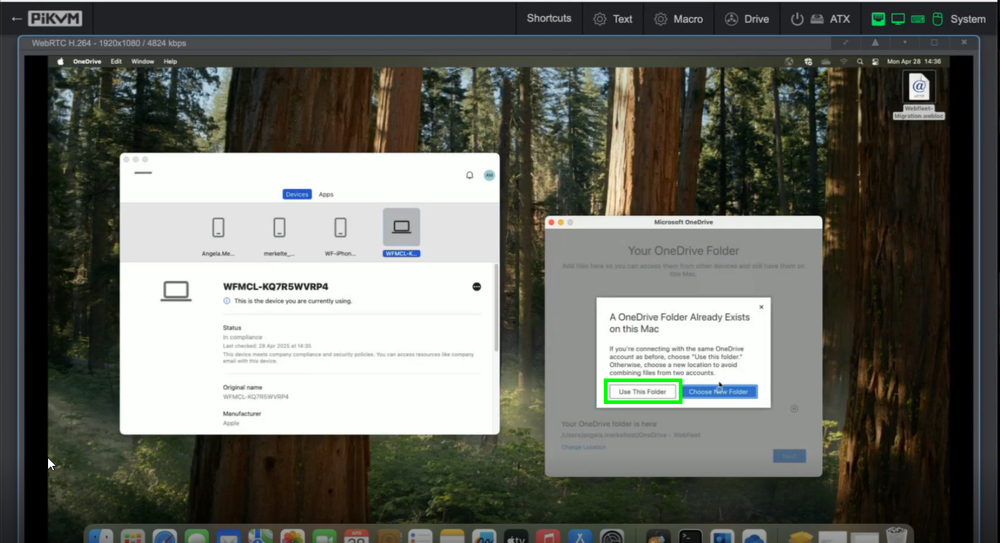 ← PiKVM
Shortcuts
Text
Macro
Drive
ATX
System
WebRTC H.264 - 1920x1080 / 4824 kbps
OneDrive Edit Window Help
Mon Apr 28 14:36
@
HTTP
Webfleet-
Migration.webloc
AM
Devices Apps
Angela.Me...
merkelte_...
WF-iPhon...
WFMCL-K...
WFMCL-KQ7R5WVRP4
This is the device you are currently using.
Status
In compliance
Last checked: 28 Apr 2025 at 14:35
This device meets company compliance and security policies. You can access resources like company
email with this device.
Original name
WFMCL-KQ7R5WVRP4
Manufacturer
Apple
Microsoft OneDrive
Your OneDrive Folder
Add files here so you can access them from other devices and still have them on
this Mac.
A OneDrive Folder Already Exists
on this Mac
If you're connecting with the same OneDrive
account as before, choose "Use this folder."
Otherwise, choose a new location to avoid
combining files from two accounts.
Use This Folder
Choose New Folder
Your OneDrive folder is here
/Users/angela.merkeltest/OneDrive - Webfleet
Change Location
Next
APR
28
tv